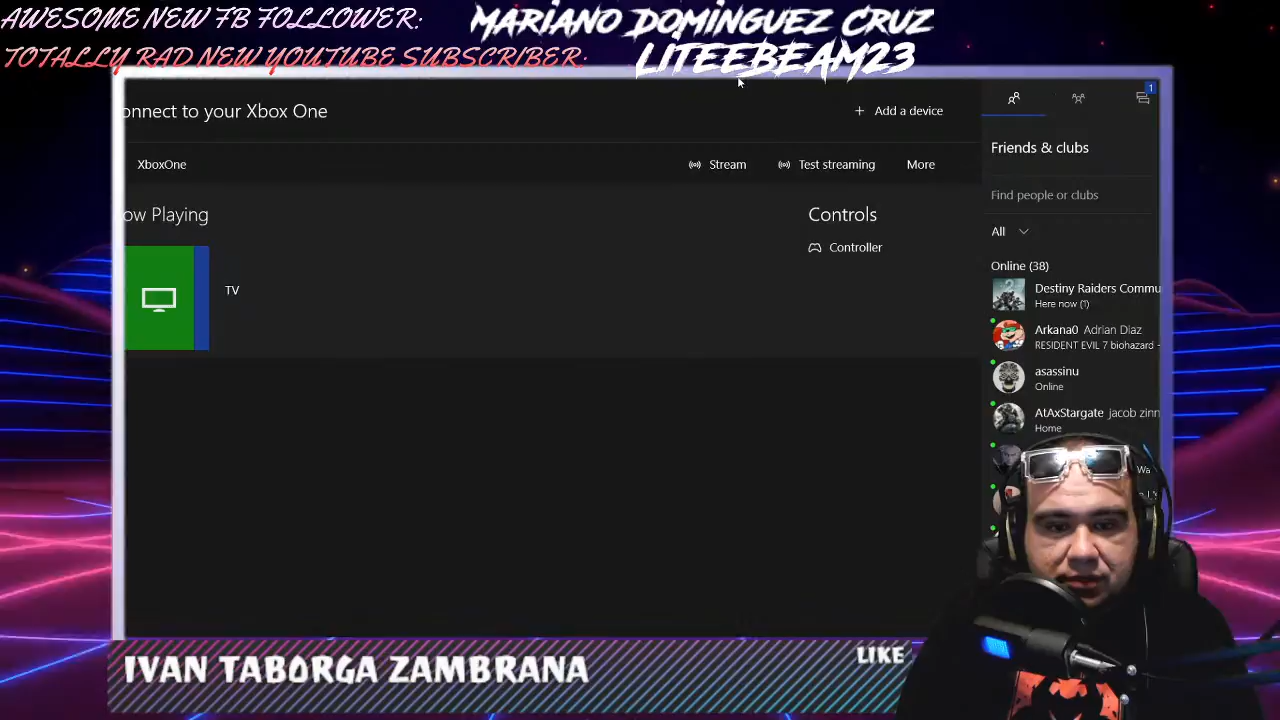 AWESOME NEW FB FOLLOWER:
MARIANO DOMINGUEZ CRUZ
TOTALLY RAD NEW YOUTUBE SUBSCRIBER:
LITEEBEAM23
onnect to your Xbox One
+ Add a device
1
XboxOne
Stream
Test streaming
More
ow Playing
TV
Controls
Controller
Friends & clubs
Find people or clubs
All
Online (38)
Destiny Raiders Commu
Here now (1)
Arkana0 Adrian Diaz
RESIDENT EVIL 7 biohazard -
asassinu
Online
AtAxStargate jacob zinn
Home
Wa
IVAN TABORGA ZAMBRANA
LIKE